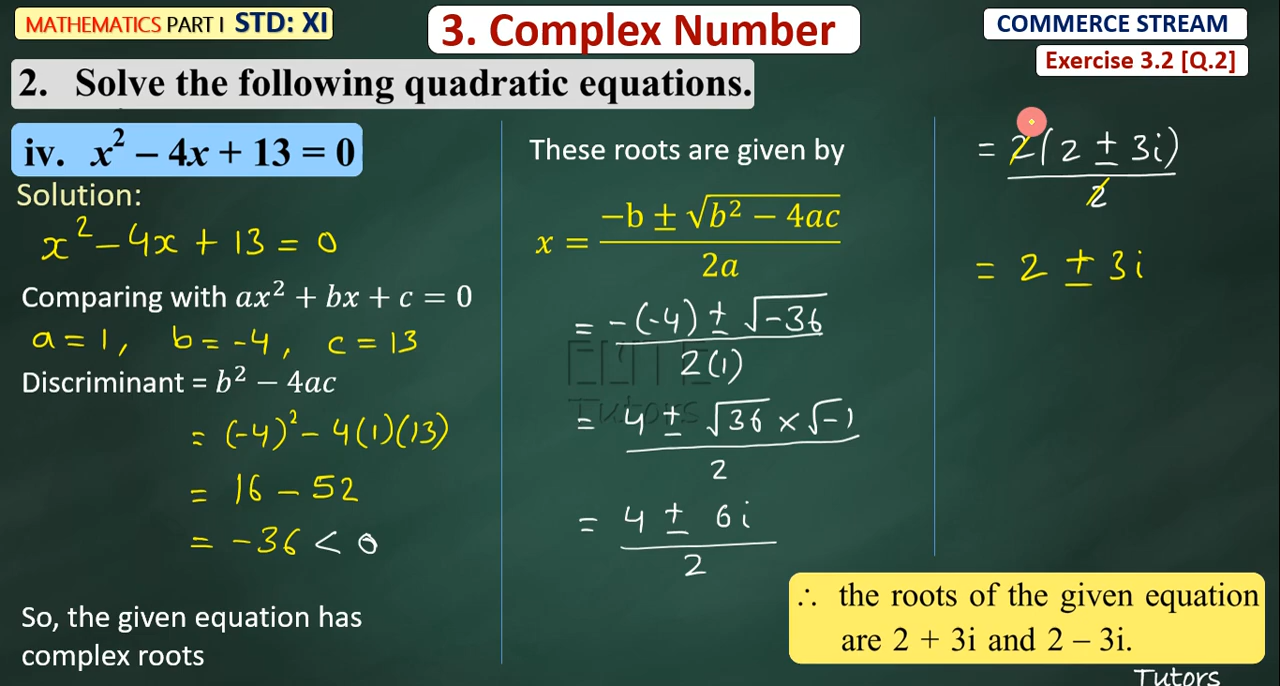 MATHEMATICS PART I STD: XI
3. Complex Number
COMMERCE STREAM
Exercise 3.2 [Q.2]
2. Solve the following quadratic equations.
iv. x² – 4x + 13 = 0
Solution:
x² – 4x + 13 = 0
Comparing with ax² + bx + c = 0
a = 1, b = -4, c = 13
Discriminant = b² − 4ac
= (-4)² – 4(1)(13)
= 16 – 52
= -36 < 0
So, the given equation has
complex roots
These roots are given by
x = (−b ± √(b² − 4ac)) / 2a
= (-(-4) ± √-36) / 2(1)
= (4 ± √36 × √-1) / 2
= (4 ± 6i) / 2
= 2(2 ± 3i) / 2
= 2 ± 3i
∴ the roots of the given equation
are 2 + 3i and 2 – 3i.
ELITE
Tutors
Tutors